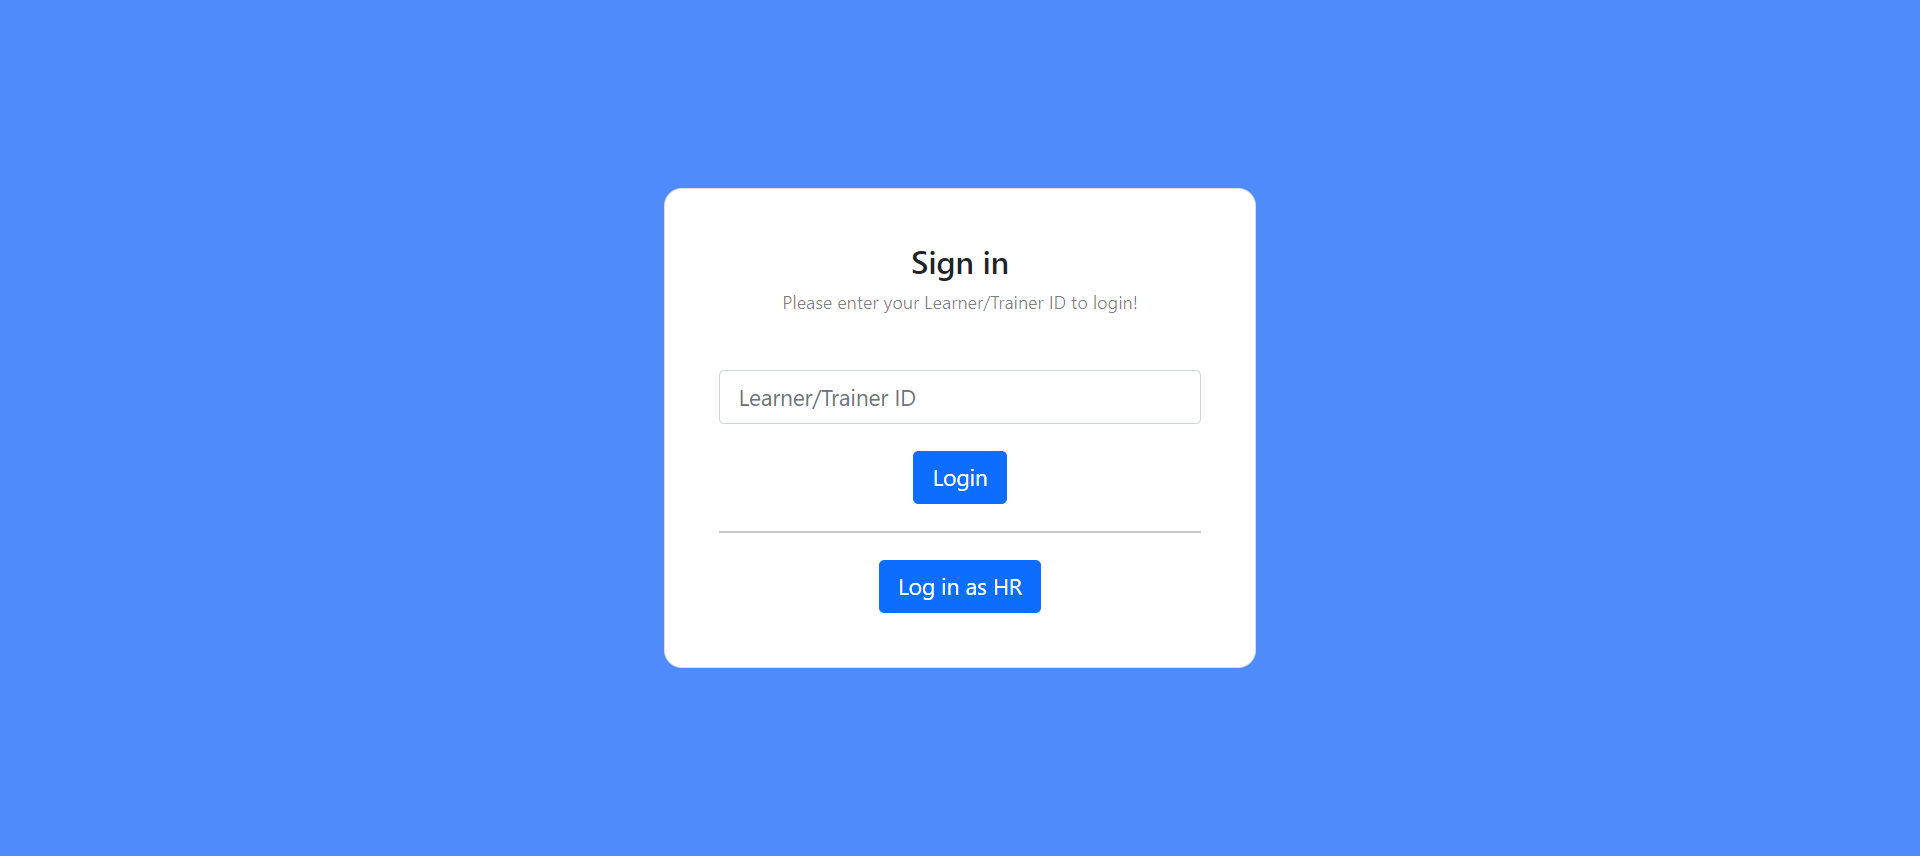 Sign in
Please enter your Learner/Trainer ID to login!
Learner/Trainer ID
Login
Log in as HR